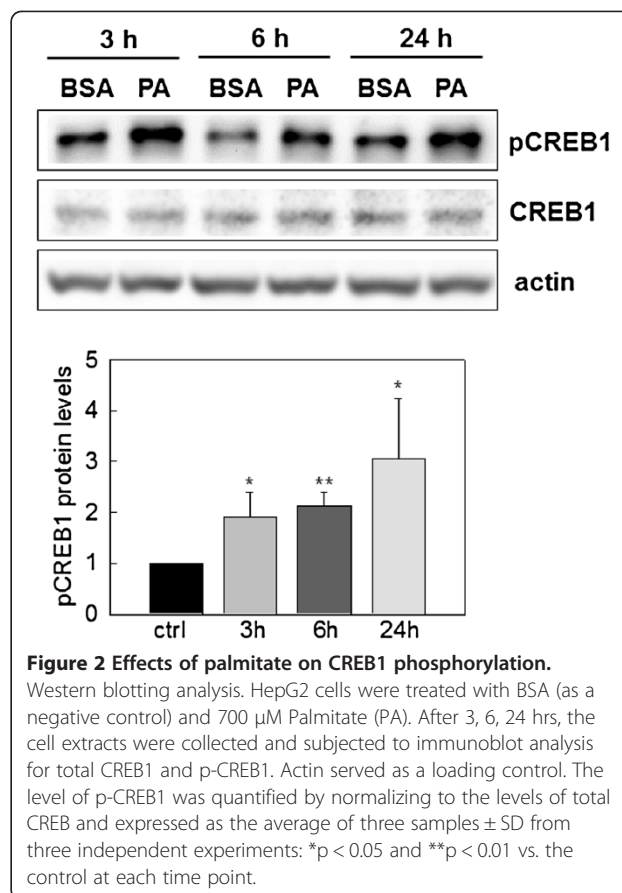 3 h 6 h 24 h
BSA PA BSA PA BSA PA
pCREB1
CREB1
actin
pCREB1 protein levels
5
4
3
2
1
0
*
**
*
ctrl 3h 6h 24h
Figure 2 Effects of palmitate on CREB1 phosphorylation.
Western blotting analysis. HepG2 cells were treated with BSA (as a
negative control) and 700 μM Palmitate (PA). After 3, 6, 24 hrs, the
cell extracts were collected and subjected to immunoblot analysis
for total CREB1 and p-CREB1. Actin served as a loading control. The
level of p-CREB1 was quantified by normalizing to the levels of total
CREB and expressed as the average of three samples ± SD from
three independent experiments: *p < 0.05 and **p < 0.01 vs. the
control at each time point.